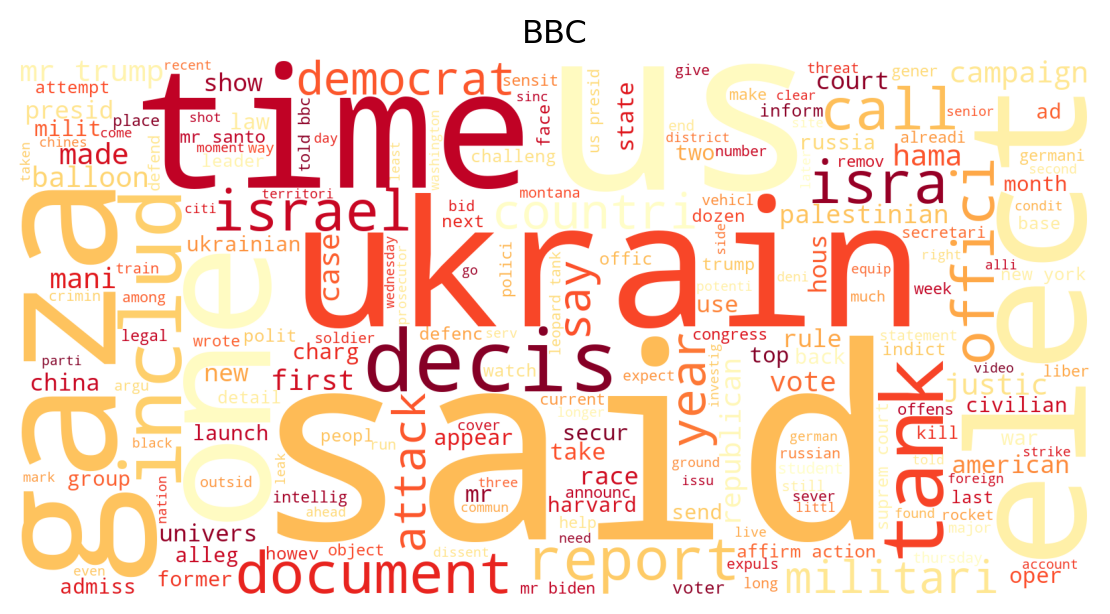 BBC
mr trump
recent
time
show
democrat
us
sensit
sinc
give
threat
court
gener
campaign
attempt
presid
place
shot
mr santo
told bbc
day
face
state
us presid
make
clear
inform
call
senior
ad
milit
come
chines
law
moment
way
leader
washington
least
challeng
end
district
two
number
russia
alreadi
germani
second
made
balloon
taken
defend
hama
remov
isra
month
condit
base
gaza
includ
citi
israel
territori
bid
next
montana
countri
vehicl
dozen
palestinian
secretari
offici
elect
one
ukrainian
case
ukrain
wednesday
prosecutor
go
polici
leopard tank
say
offic
side
trump
potenti
deni
use
hous
equip
much
week
right
alli
new york
mani
train
crimin
among
legal
wrote
polit
soldier
defenc
serv
congress
rule
statement
indict
video
parti
china
argu
new
detail
charg
first
decis
watch
expect
year
investig
republican
top
back
vote
tank
justic
liber
launch
black
peopl
run
attack
current
longer
cover
appear
secur
take
said
german
russian
student
still
suprem court
offens
kill
told
civilian
war
strike
american
mark
group
nation
outsid
leak
intellig
ahead
mr
three
commun
race
announc
harvard
ground
issu
send
sever
littl
found
foreign
last
rocket
major
univers
alleg
even
admiss
former
howev
object
document
dissent
help
need
report
mr biden
voter
live
affirm action
expuls
long
militari
thursday
account
oper